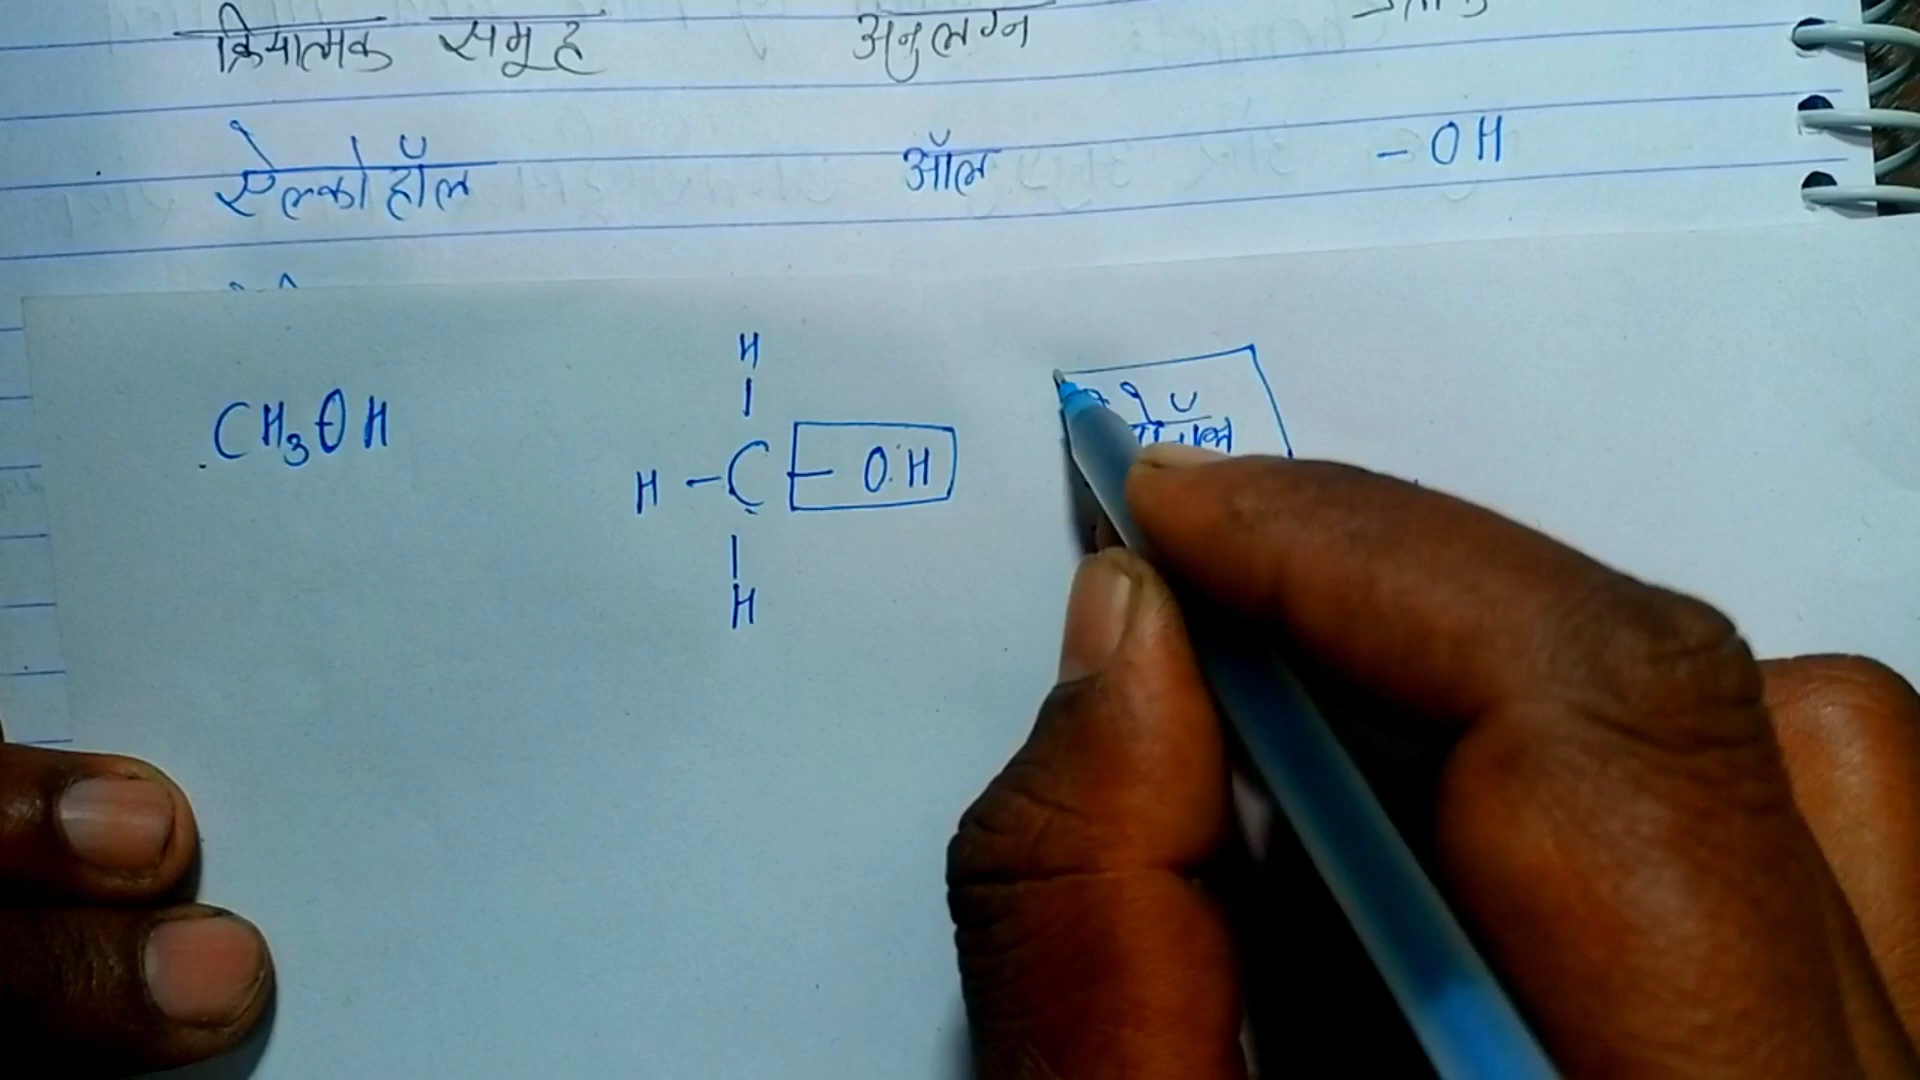 क्रियात्मक समूह अनुलग्न
ऐल्कोहॉल ऑल - OH
CH3OH
H
H - C - OH
H